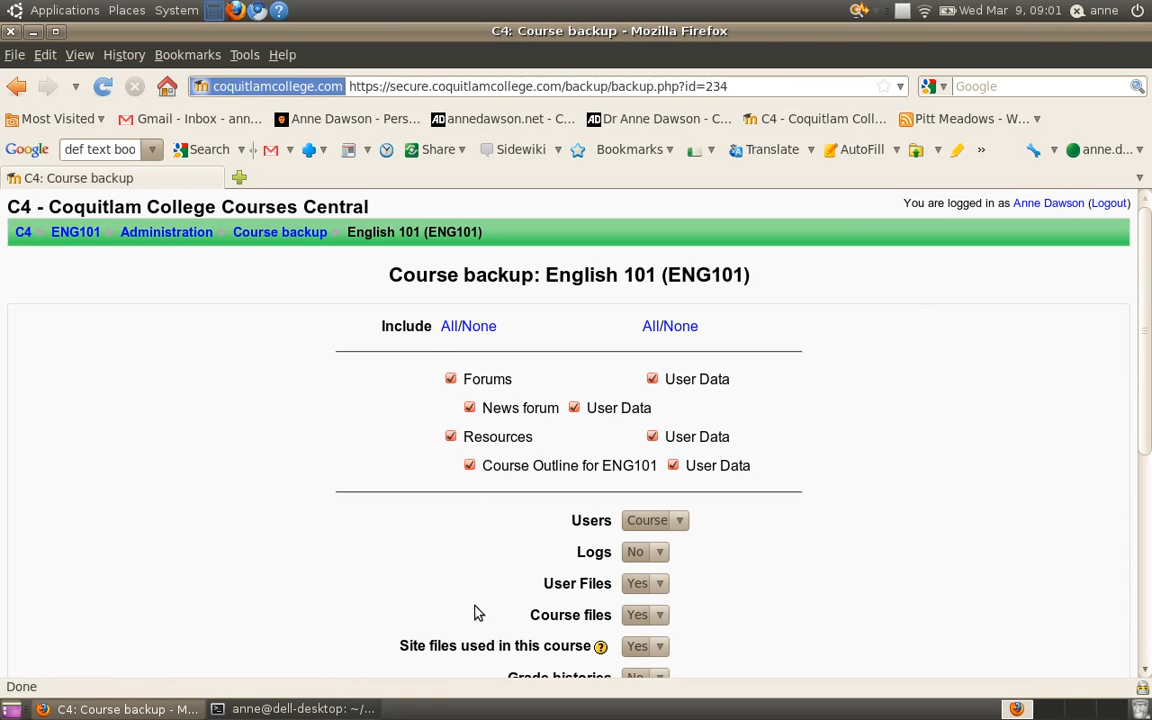 Applications Places System Wed Mar 9, 09:01 anne
C4: Course backup - Mozilla Firefox
File Edit View History Bookmarks Tools Help
coquitlamcollege.com https://secure.coquitlamcollege.com/backup/backup.php?id=234 Google
Most Visited Gmail - Inbox - ann... Anne Dawson - Pers... annedawson.net - C... Dr Anne Dawson - C... C4 - Coquitlam Coll... Pitt Meadows - W...
Google def text boo Search Share Sidewiki Bookmarks Translate AutoFill » anne.d...
C4: Course backup
C4 - Coquitlam College Courses Central You are logged in as Anne Dawson (Logout)
C4 ENG101 Administration Course backup English 101 (ENG101)
Course backup: English 101 (ENG101)
Include All/None All/None
Forums User Data
News forum User Data
Resources User Data
Course Outline for ENG101 User Data
Users Course
Logs No
User Files Yes
Course files Yes
Site files used in this course ? Yes
Grade histories No
Done
C4: Course backup - M... anne@dell-desktop: ~/...